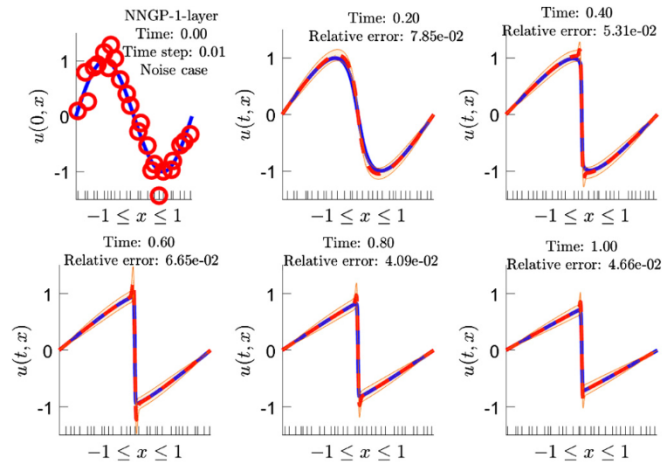 NNGP-1-layer
Time: 0.00
Time step: 0.01
Noise case
1
0
-1
u(0, x)
−1 ≤ x ≤ 1
Time: 0.20
Relative error: 7.85e-02
1
0
-1
u(t, x)
−1 ≤ x ≤ 1
Time: 0.40
Relative error: 5.31e-02
1
0
-1
u(t, x)
−1 ≤ x ≤ 1
Time: 0.60
Relative error: 6.65e-02
1
0
-1
u(t, x)
−1 ≤ x ≤ 1
Time: 0.80
Relative error: 4.09e-02
1
0
-1
u(t, x)
−1 ≤ x ≤ 1
Time: 1.00
Relative error: 4.66e-02
1
0
-1
u(t, x)
−1 ≤ x ≤ 1